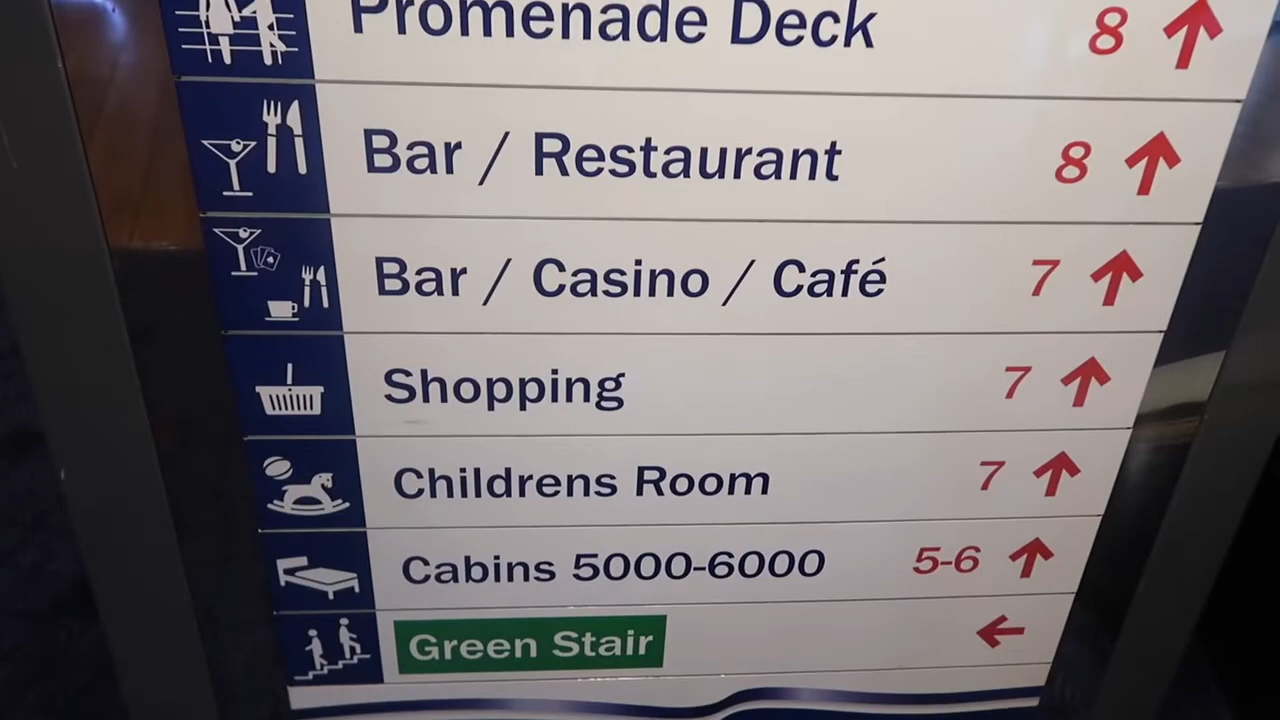 Promenade Deck 8
Bar / Restaurant 8
Bar / Casino / Café 7
Shopping 7
Childrens Room 7
Cabins 5000-6000 5-6
Green Stair